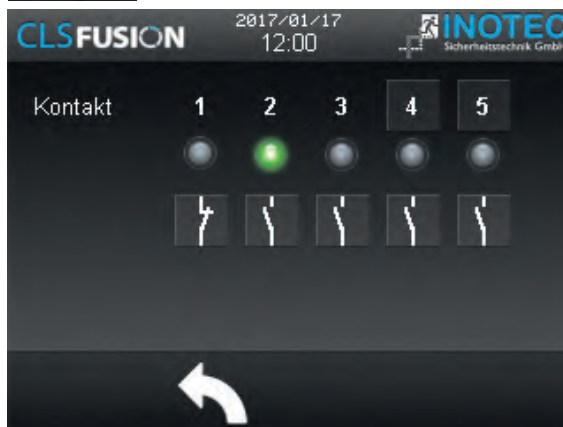 CLSFUSION
2017/01/17
12:00
INOTEC
Sicherheitstechnik GmbH
Kontakt 1 2 3 4 5